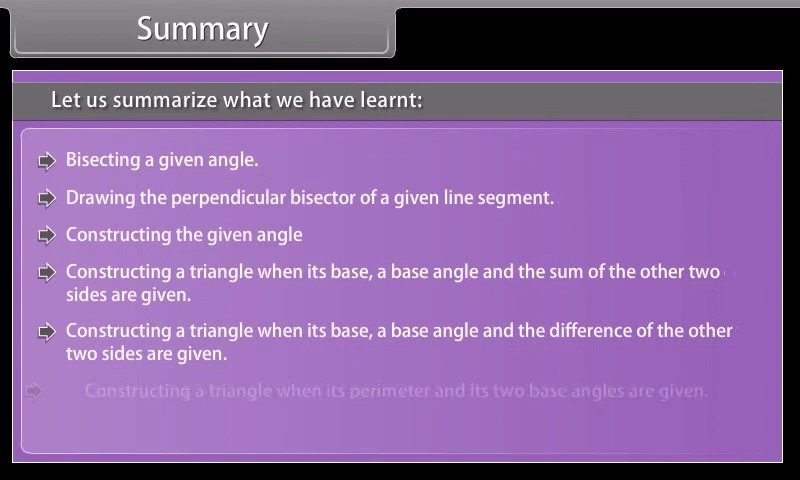 Summary
Let us summarize what we have learnt:
Bisecting a given angle.
Drawing the perpendicular bisector of a given line segment.
Constructing the given angle
Constructing a triangle when its base, a base angle and the sum of the other two
sides are given.
Constructing a triangle when its base, a base angle and the difference of the other
two sides are given.
Constructing a triangle when its perimeter and its two base angles are given.